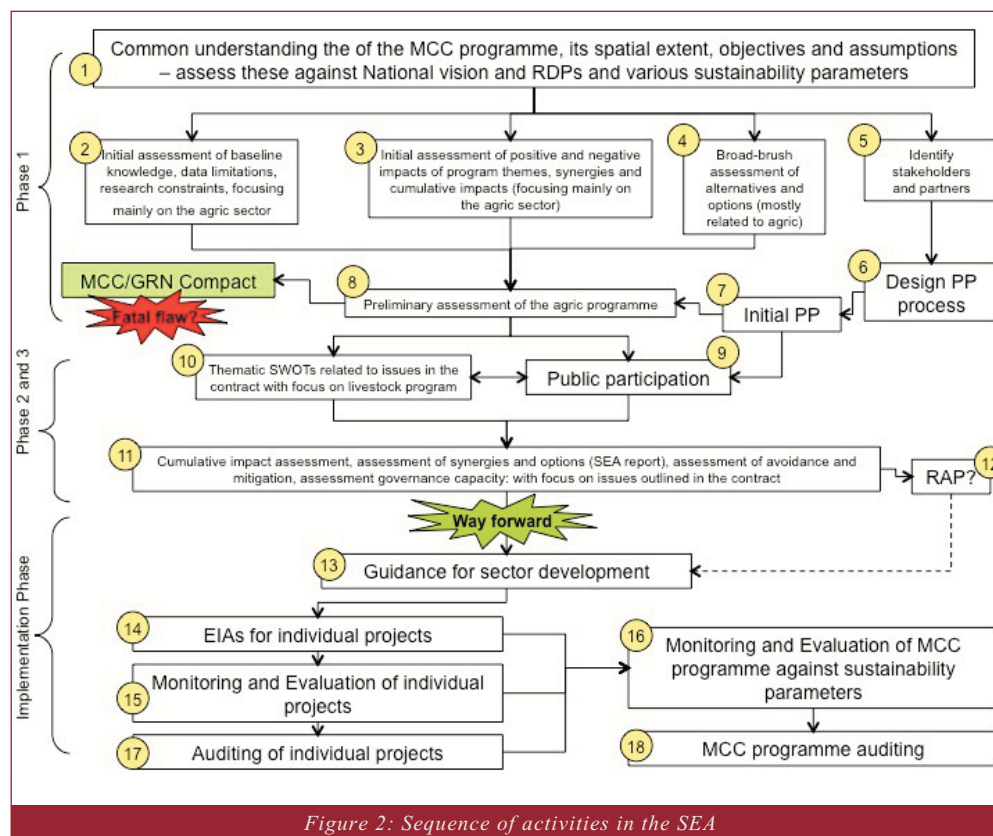 Common understanding the of the MCC programme, its spatial extent, objectives and assumptions
– assess these against National vision and RDPs and various sustainability parameters
1
Phase 1
2
Initial assessment of baseline
knowledge, data limitations,
research constraints, focusing
mainly on the agric sector
3
Initial assessment of positive and negative
impacts of program themes, synergies and
cumulative impacts (focusing mainly on
the agric sector)
4
Broad-brush
assessment of
alternatives and
options (mostly
related to agric)
5
Identify
stakeholders
and partners
MCC/GRN Compact
Fatal flaw?
8
Preliminary assessment of the agric programme
7
Initial PP
6
Design PP
process
Phase 2 and 3
10
Thematic SWOTs related to issues in the
contract with focus on livestock program
9
Public participation
11
Cumulative impact assessment, assessment of synergies and options (SEA report), assessment of avoidance and
mitigation, assessment governance capacity: with focus on issues outlined in the contract
12
RAP?
Way forward
Implementation Phase
13
Guidance for sector development
14
EIAs for individual projects
15
Monitoring and Evaluation of individual
projects
17
Auditing of individual projects
16
Monitoring and Evaluation of MCC
programme against sustainability
parameters
18
MCC programme auditing
Figure 2: Sequence of activities in the SEA